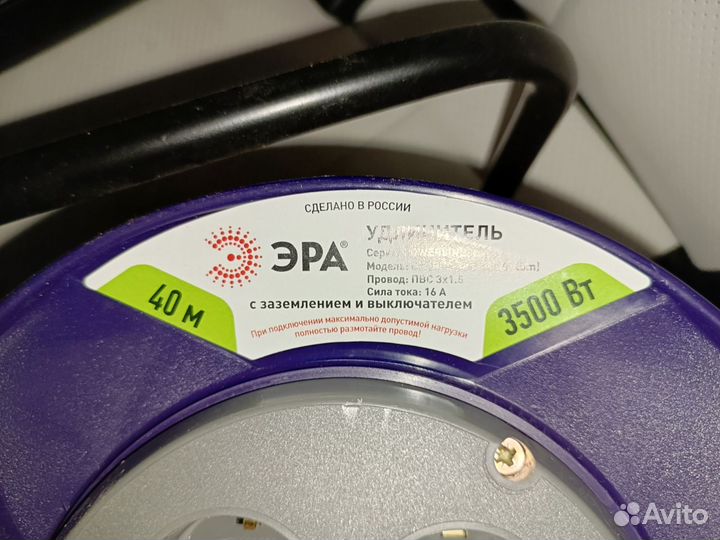 СДЕЛАНО В РОССИИ
ЭРА®
УДЛИНИТЕЛЬ
Модель:
Провод: ПВС 3х1.5
Сила тока: 16 А
с заземлением и выключателем
40 м
3500 Вт
При подключении максимально допустимой нагрузки
полностью размотайте провод!
Avito